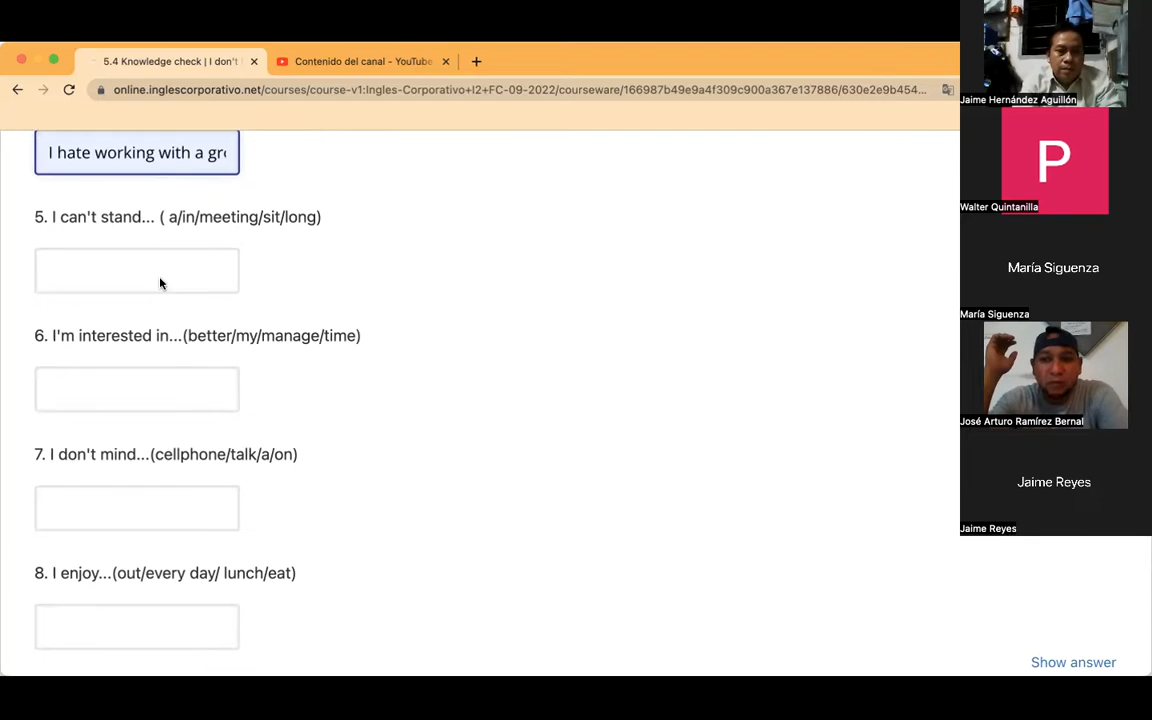 5.4 Knowledge check | I don't
Contenido del canal - YouTube
online.inglescorporativo.net/courses/course-v1:Ingles-Corporativo+I2+FC-09-2022/courseware/166987b49e9a4f309c900a367e137886/630e2e9b454...
I hate working with a gr
5. I can't stand... ( a/in/meeting/sit/long)
6. I'm interested in...(better/my/manage/time)
7. I don't mind...(cellphone/talk/a/on)
8. I enjoy...(out/every day/ lunch/eat)
Show answer
Jaime Hernández Aguillón
P
Walter Quintanilla
María Siguenza
María Siguenza
José Arturo Ramírez Bernal
Jaime Reyes
Jaime Reyes